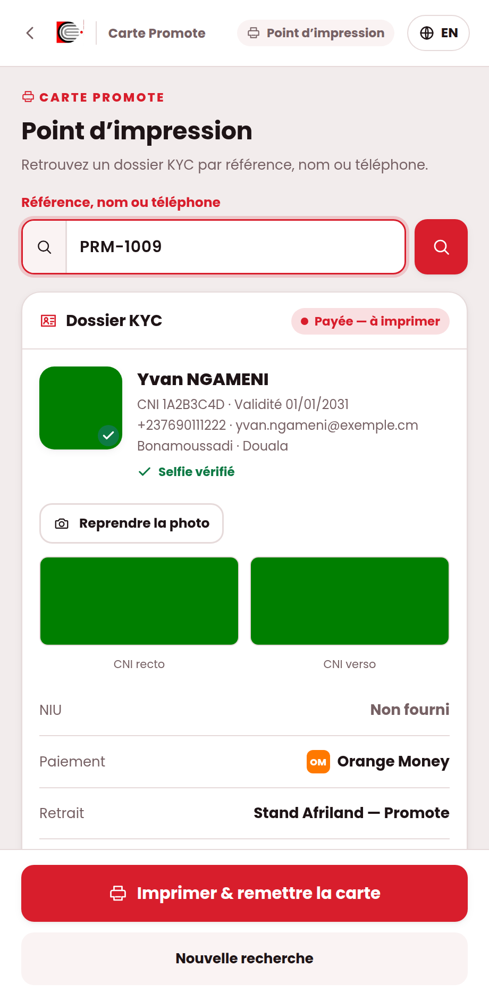 Carte Promote
Point d’impression
EN
CARTE PROMOTE
Point d’impression
Retrouvez un dossier KYC par référence, nom ou téléphone.
Référence, nom ou téléphone
PRM-1009
Dossier KYC
Payée — à imprimer
Yvan NGAMENI
CNI 1A2B3C4D · Validité 01/01/2031
+237690111222 · yvan.ngameni@exemple.cm
Bonamoussadi · Douala
Selfie vérifié
Reprendre la photo
CNI recto
CNI verso
NIU
Non fourni
Paiement
OM
Orange Money
Retrait
Stand Afriland — Promote
Imprimer & remettre la carte
Nouvelle recherche